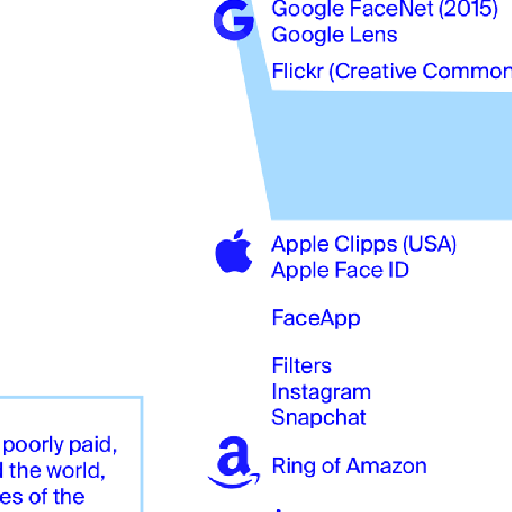 Google FaceNet (2015)
Google Lens
Flickr (Creative Common
Apple Clipps (USA)
Apple Face ID
FaceApp
Filters
Instagram
Snapchat
Ring of Amazon
poorly paid,
the world,
es of the